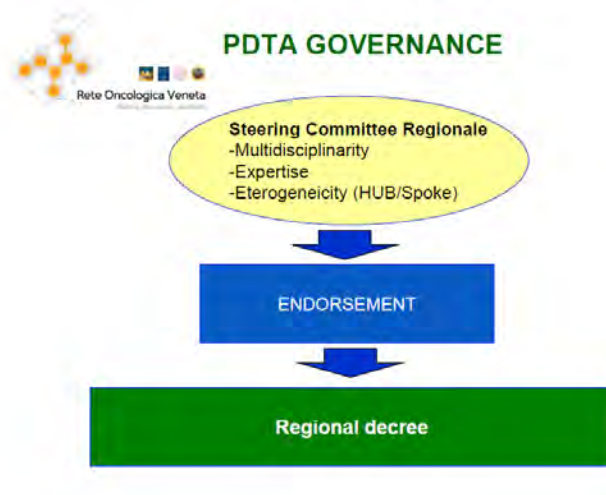 PDTA GOVERNANCE
Rete Oncologica Veneta
Steering Committee Regionale
-Multidisciplinarity
-Expertise
-Eterogeneicity (HUB/Spoke)
ENDORSEMENT
Regional decree